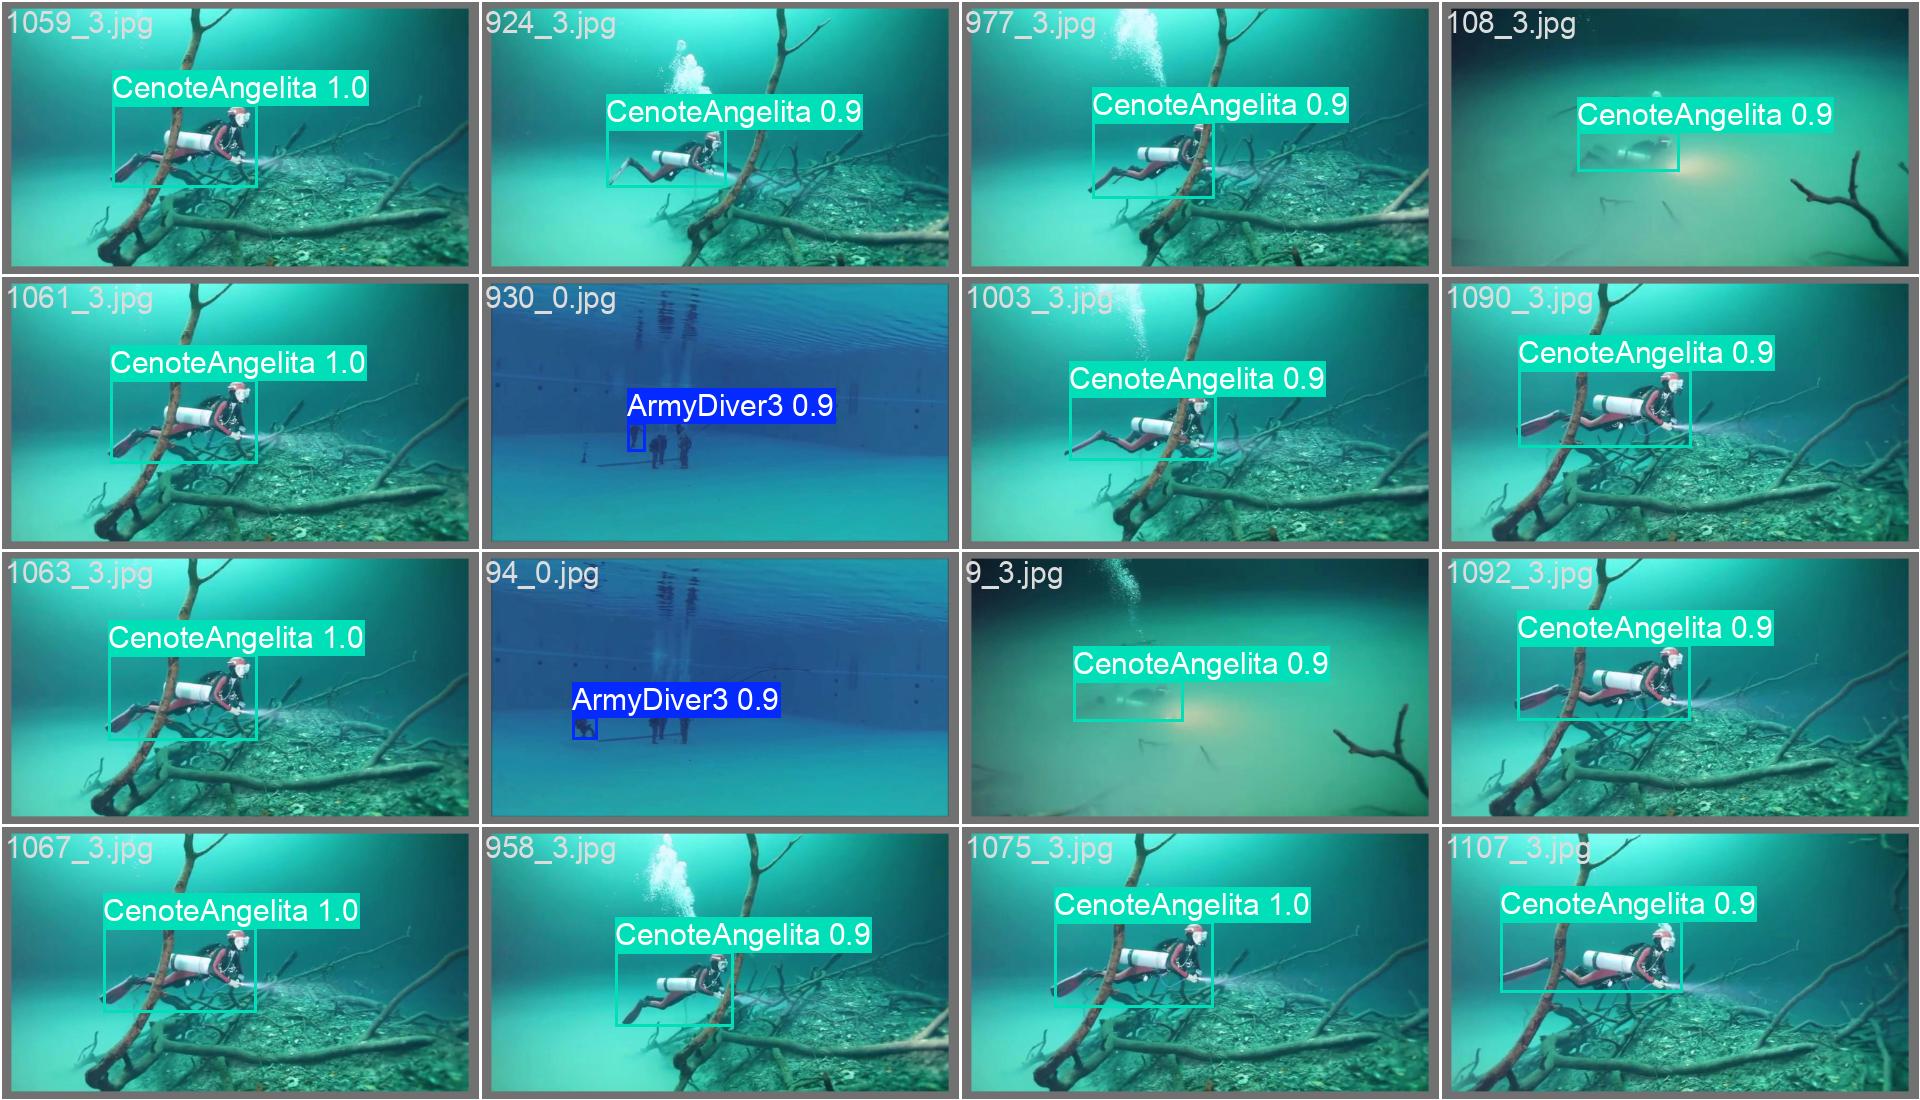 1059_3.jpg
CenoteAngelita 1.0
924_3.jpg
CenoteAngelita 0.9
977_3.jpg
CenoteAngelita 0.9
108_3.jpg
CenoteAngelita 0.9
1061_3.jpg
CenoteAngelita 1.0
930_0.jpg
ArmyDiver3 0.9
1003_3.jpg
CenoteAngelita 0.9
1090_3.jpg
CenoteAngelita 0.9
1063_3.jpg
CenoteAngelita 1.0
94_0.jpg
ArmyDiver3 0.9
9_3.jpg
CenoteAngelita 0.9
1092_3.jpg
CenoteAngelita 0.9
1067_3.jpg
CenoteAngelita 1.0
958_3.jpg
CenoteAngelita 0.9
1075_3.jpg
CenoteAngelita 1.0
1107_3.jpg
CenoteAngelita 0.9